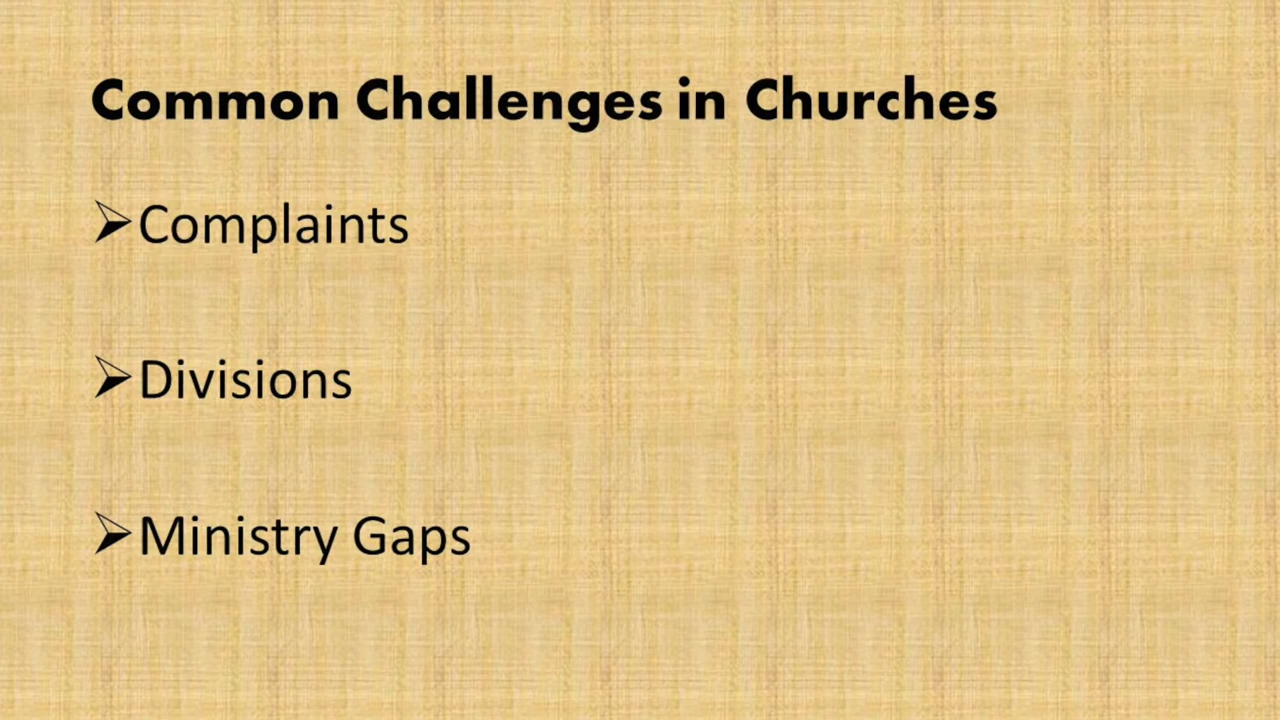 Common Challenges in Churches
➢Complaints
➢Divisions
➢Ministry Gaps